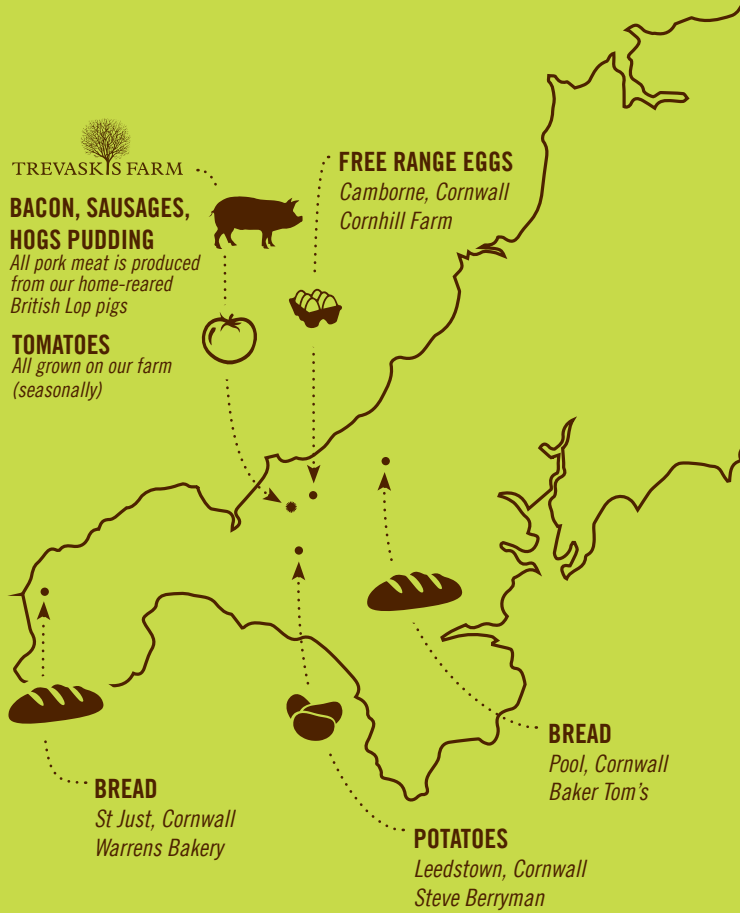 TREVASKIS FARM
BACON, SAUSAGES,
HOGS PUDDING
All pork meat is produced
from our home-reared
British Lop pigs
TOMATOES
All grown on our farm
(seasonally)
FREE RANGE EGGS
Camborne, Cornwall
Cornhill Farm
BREAD
St Just, Cornwall
Warrens Bakery
POTATOES
Leedstown, Cornwall
Steve Berryman
BREAD
Pool, Cornwall
Baker Tom's